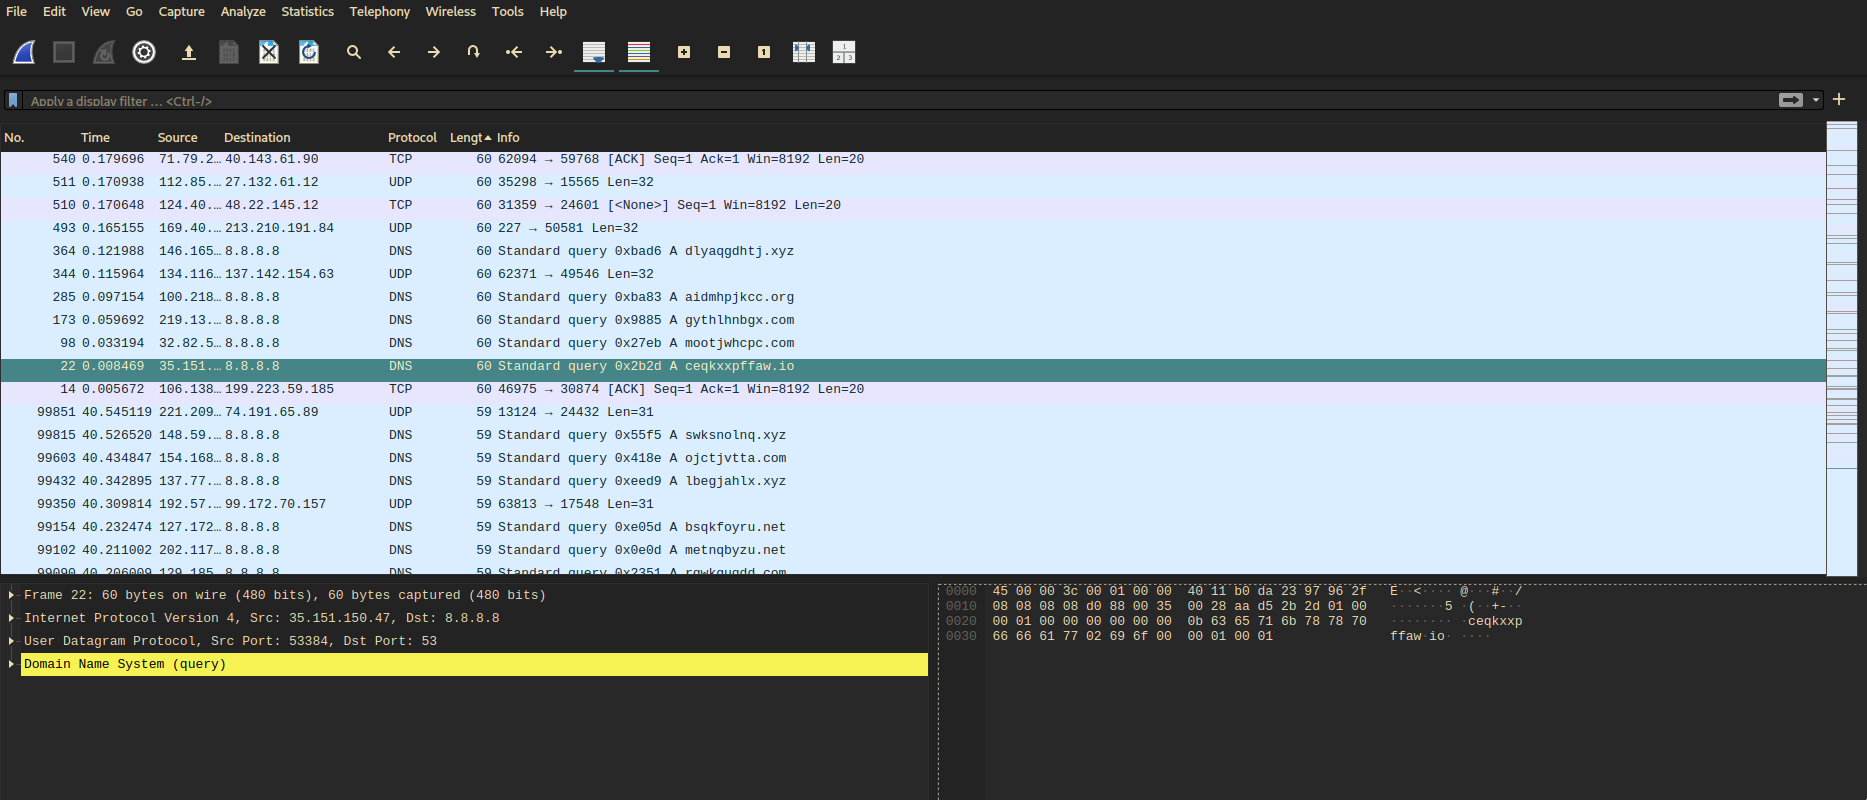 File Edit View Go Capture Analyze Statistics Telephony Wireless Tools Help
Apply a display filter … <Ctrl-/>
No. Time Source Destination Protocol Lengt Info
540 0.179696 71.79.2… 40.143.61.90 TCP 60 62094 → 59768 [ACK] Seq=1 Ack=1 Win=8192 Len=20
511 0.170938 112.85.… 27.132.61.12 UDP 60 35298 → 15565 Len=32
510 0.170648 124.40.… 48.22.145.12 TCP 60 31359 → 24601 [<None>] Seq=1 Win=8192 Len=20
493 0.165155 169.40.… 213.210.191.84 UDP 60 227 → 50581 Len=32
364 0.121988 146.165… 8.8.8.8 DNS 60 Standard query 0xbad6 A dlyaqgdhtj.xyz
344 0.115964 134.116… 137.142.154.63 UDP 60 62371 → 49546 Len=32
285 0.097154 100.218… 8.8.8.8 DNS 60 Standard query 0xba83 A aidmhpjkcc.org
173 0.059692 219.13.… 8.8.8.8 DNS 60 Standard query 0x9885 A gythlhnbgx.com
98 0.033194 32.82.5… 8.8.8.8 DNS 60 Standard query 0x27eb A mootjwhcpc.com
22 0.008469 35.151.… 8.8.8.8 DNS 60 Standard query 0x2b2d A ceqkxxpffaw.io
14 0.005672 106.138… 199.223.59.185 TCP 60 46975 → 30874 [ACK] Seq=1 Ack=1 Win=8192 Len=20
99851 40.545119 221.209… 74.191.65.89 UDP 59 13124 → 24432 Len=31
99815 40.526520 148.59.… 8.8.8.8 DNS 59 Standard query 0x55f5 A swksnolnq.xyz
99603 40.434847 154.168… 8.8.8.8 DNS 59 Standard query 0x418e A ojctjvtta.com
99432 40.342895 137.77.… 8.8.8.8 DNS 59 Standard query 0xeed9 A lbegjahlx.xyz
99350 40.309814 192.57.… 99.172.70.157 UDP 59 63813 → 17548 Len=31
99154 40.232474 127.172… 8.8.8.8 DNS 59 Standard query 0xe05d A bsqkfoyru.net
99102 40.211002 202.117… 8.8.8.8 DNS 59 Standard query 0x0e0d A metnqbyzu.net
99090 40.206009 129.185 8.8.8.8 DNS 59 Standard query 0x2351 A
Frame 22: 60 bytes on wire (480 bits), 60 bytes captured (480 bits)
Internet Protocol Version 4, Src: 35.151.150.47, Dst: 8.8.8.8
User Datagram Protocol, Src Port: 53384, Dst Port: 53
Domain Name System (query)
0000 45 00 00 3c 00 01 00 00 40 11 b0 da 23 97 96 2f E··<···· @···#··/
0010 08 08 08 08 d0 88 00 35 00 28 aa d5 2b 2d 01 00 ·······5 ·(··+-··
0020 00 01 00 00 00 00 00 00 0b 63 65 71 6b 78 78 70 ········ ·ceqkxxp
0030 66 66 61 77 02 69 6f 00 00 01 00 01 ffaw·io· ····